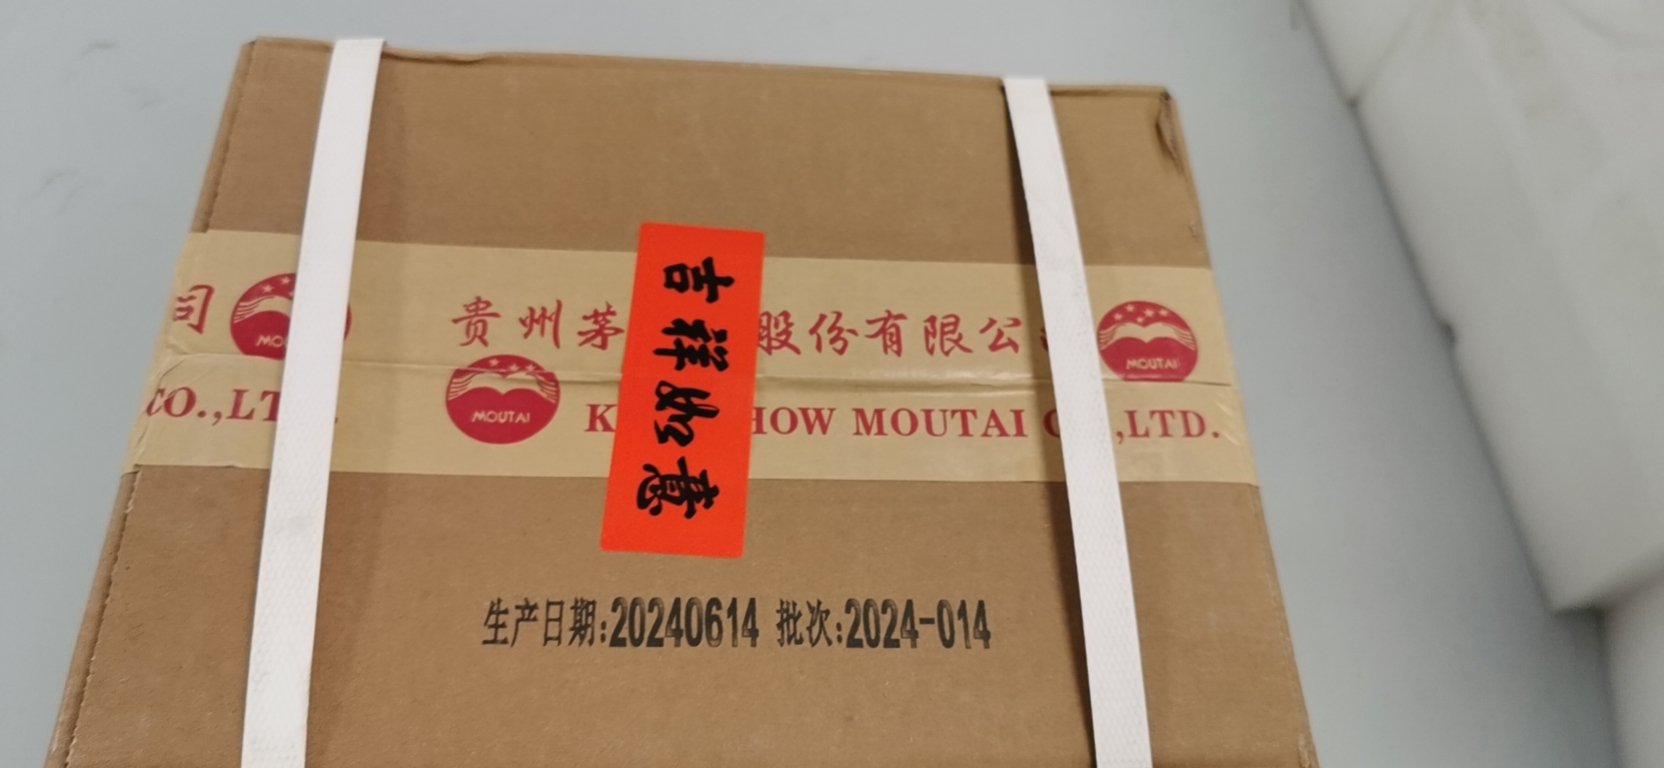 司 MOU 贵州茅 股份有限公 MOUTAI
CO.,LT MOUTAI K HOW MOUTAI C ,LTD.
吉祥如意
生产日期:20240614 批次:2024-014